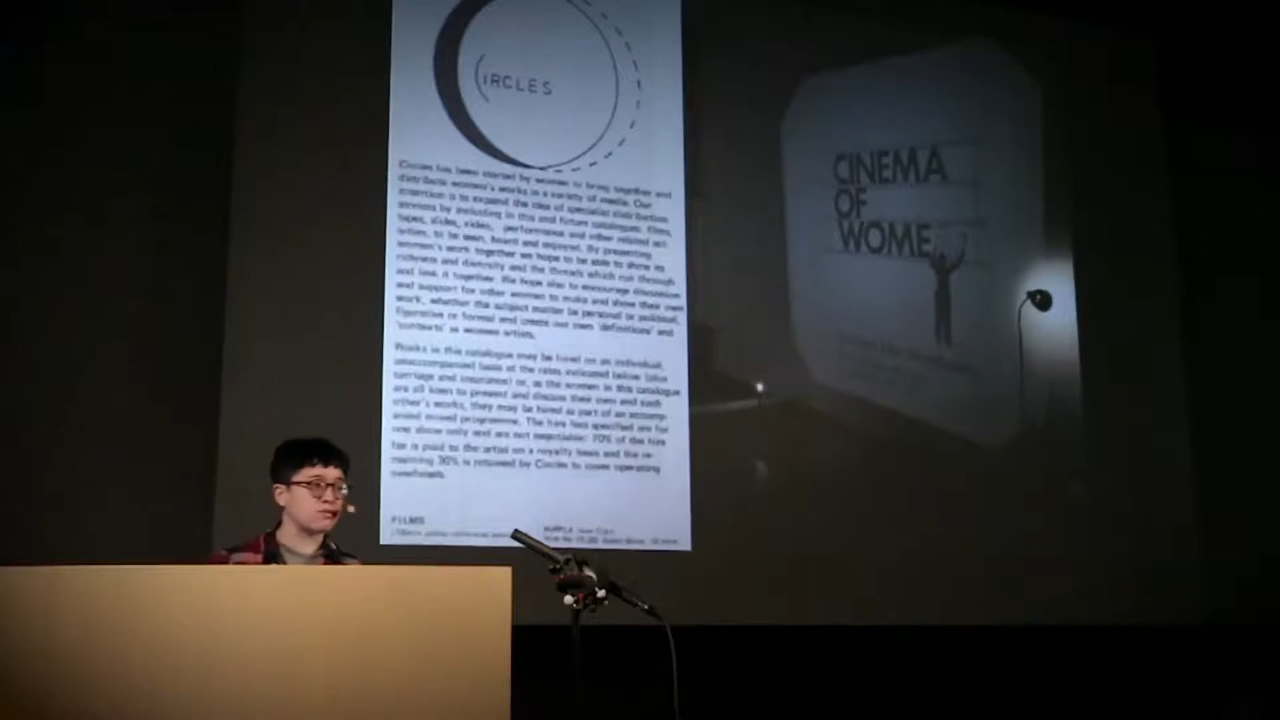 CIRCLES
Circles has been started by women to bring together and
distribute women's works in a variety of media. Our
intention is to expand the idea of specialist distribution
services by including in this and future catalogues films,
tapes, slides, video, performance and other related act-
ivities, to be seen, heard and enjoyed. By presenting
women's work together we hope to be able to show its
richness and diversity and the threads which run through
and link it together. We hope also to encourage discussion
and support for other women to make and show their own
work, whether the subject matter be personal or political,
figurative or formal and create our own 'definitions' and
'contexts' as women artists.
Works in this catalogue may be hired on an individual,
unaccompanied basis at the rates indicated below (plus
carriage and insurance) or, as the women in this catalogue
are all keen to present and discuss their own and each
other's works, they may be hired as part of an accomp-
anied mixed programme. The hire fees specified are for
one show only and are not negotiable: 70% of the hire
fee is paid to the artist on a royalty basis and the re-
maining 30% is retained by Circles to cover operating
overheads.
FILMS
CINEMA
OF
WOME